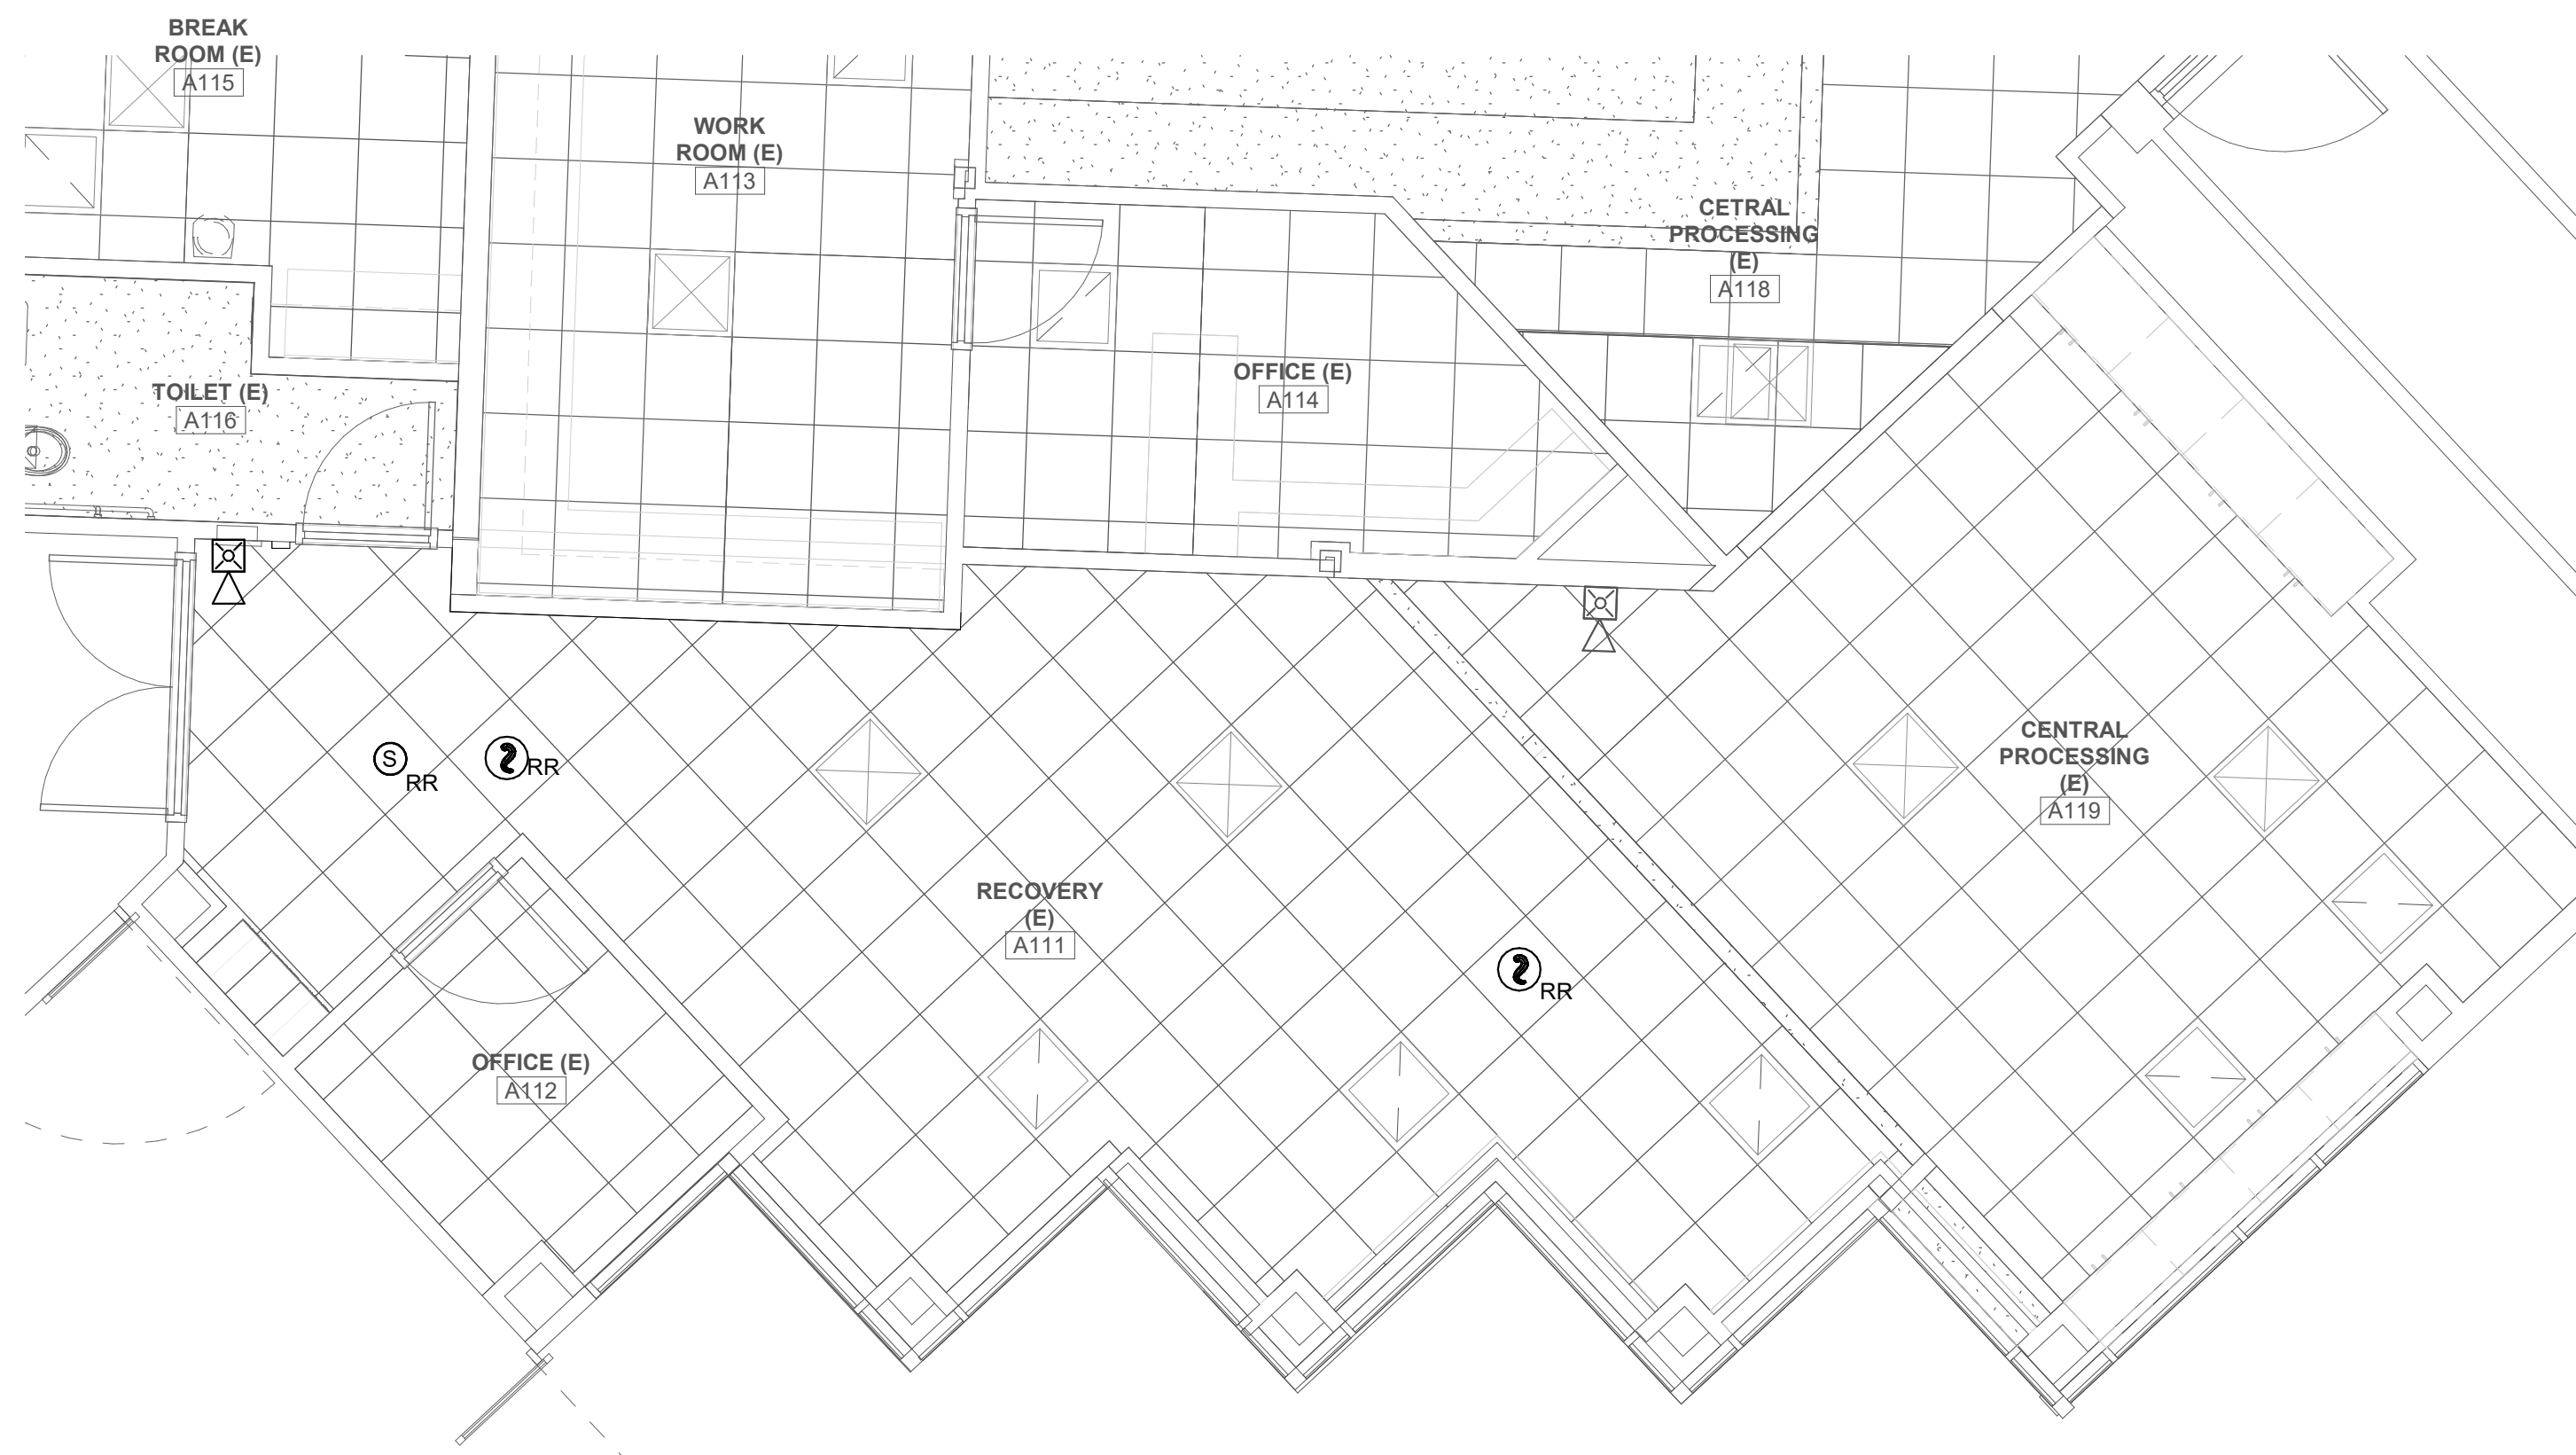 BREAK
ROOM (E)
A115
WORK
ROOM (E)
A113
CETRAL
PROCESSING
(E)
A118
OFFICE (E)
A114
TOILET (E)
A116
CENTRAL
PROCESSING
(E)
A119
S
RR
RR
RECOVERY
(E)
A111
RR
OFFICE (E)
A112